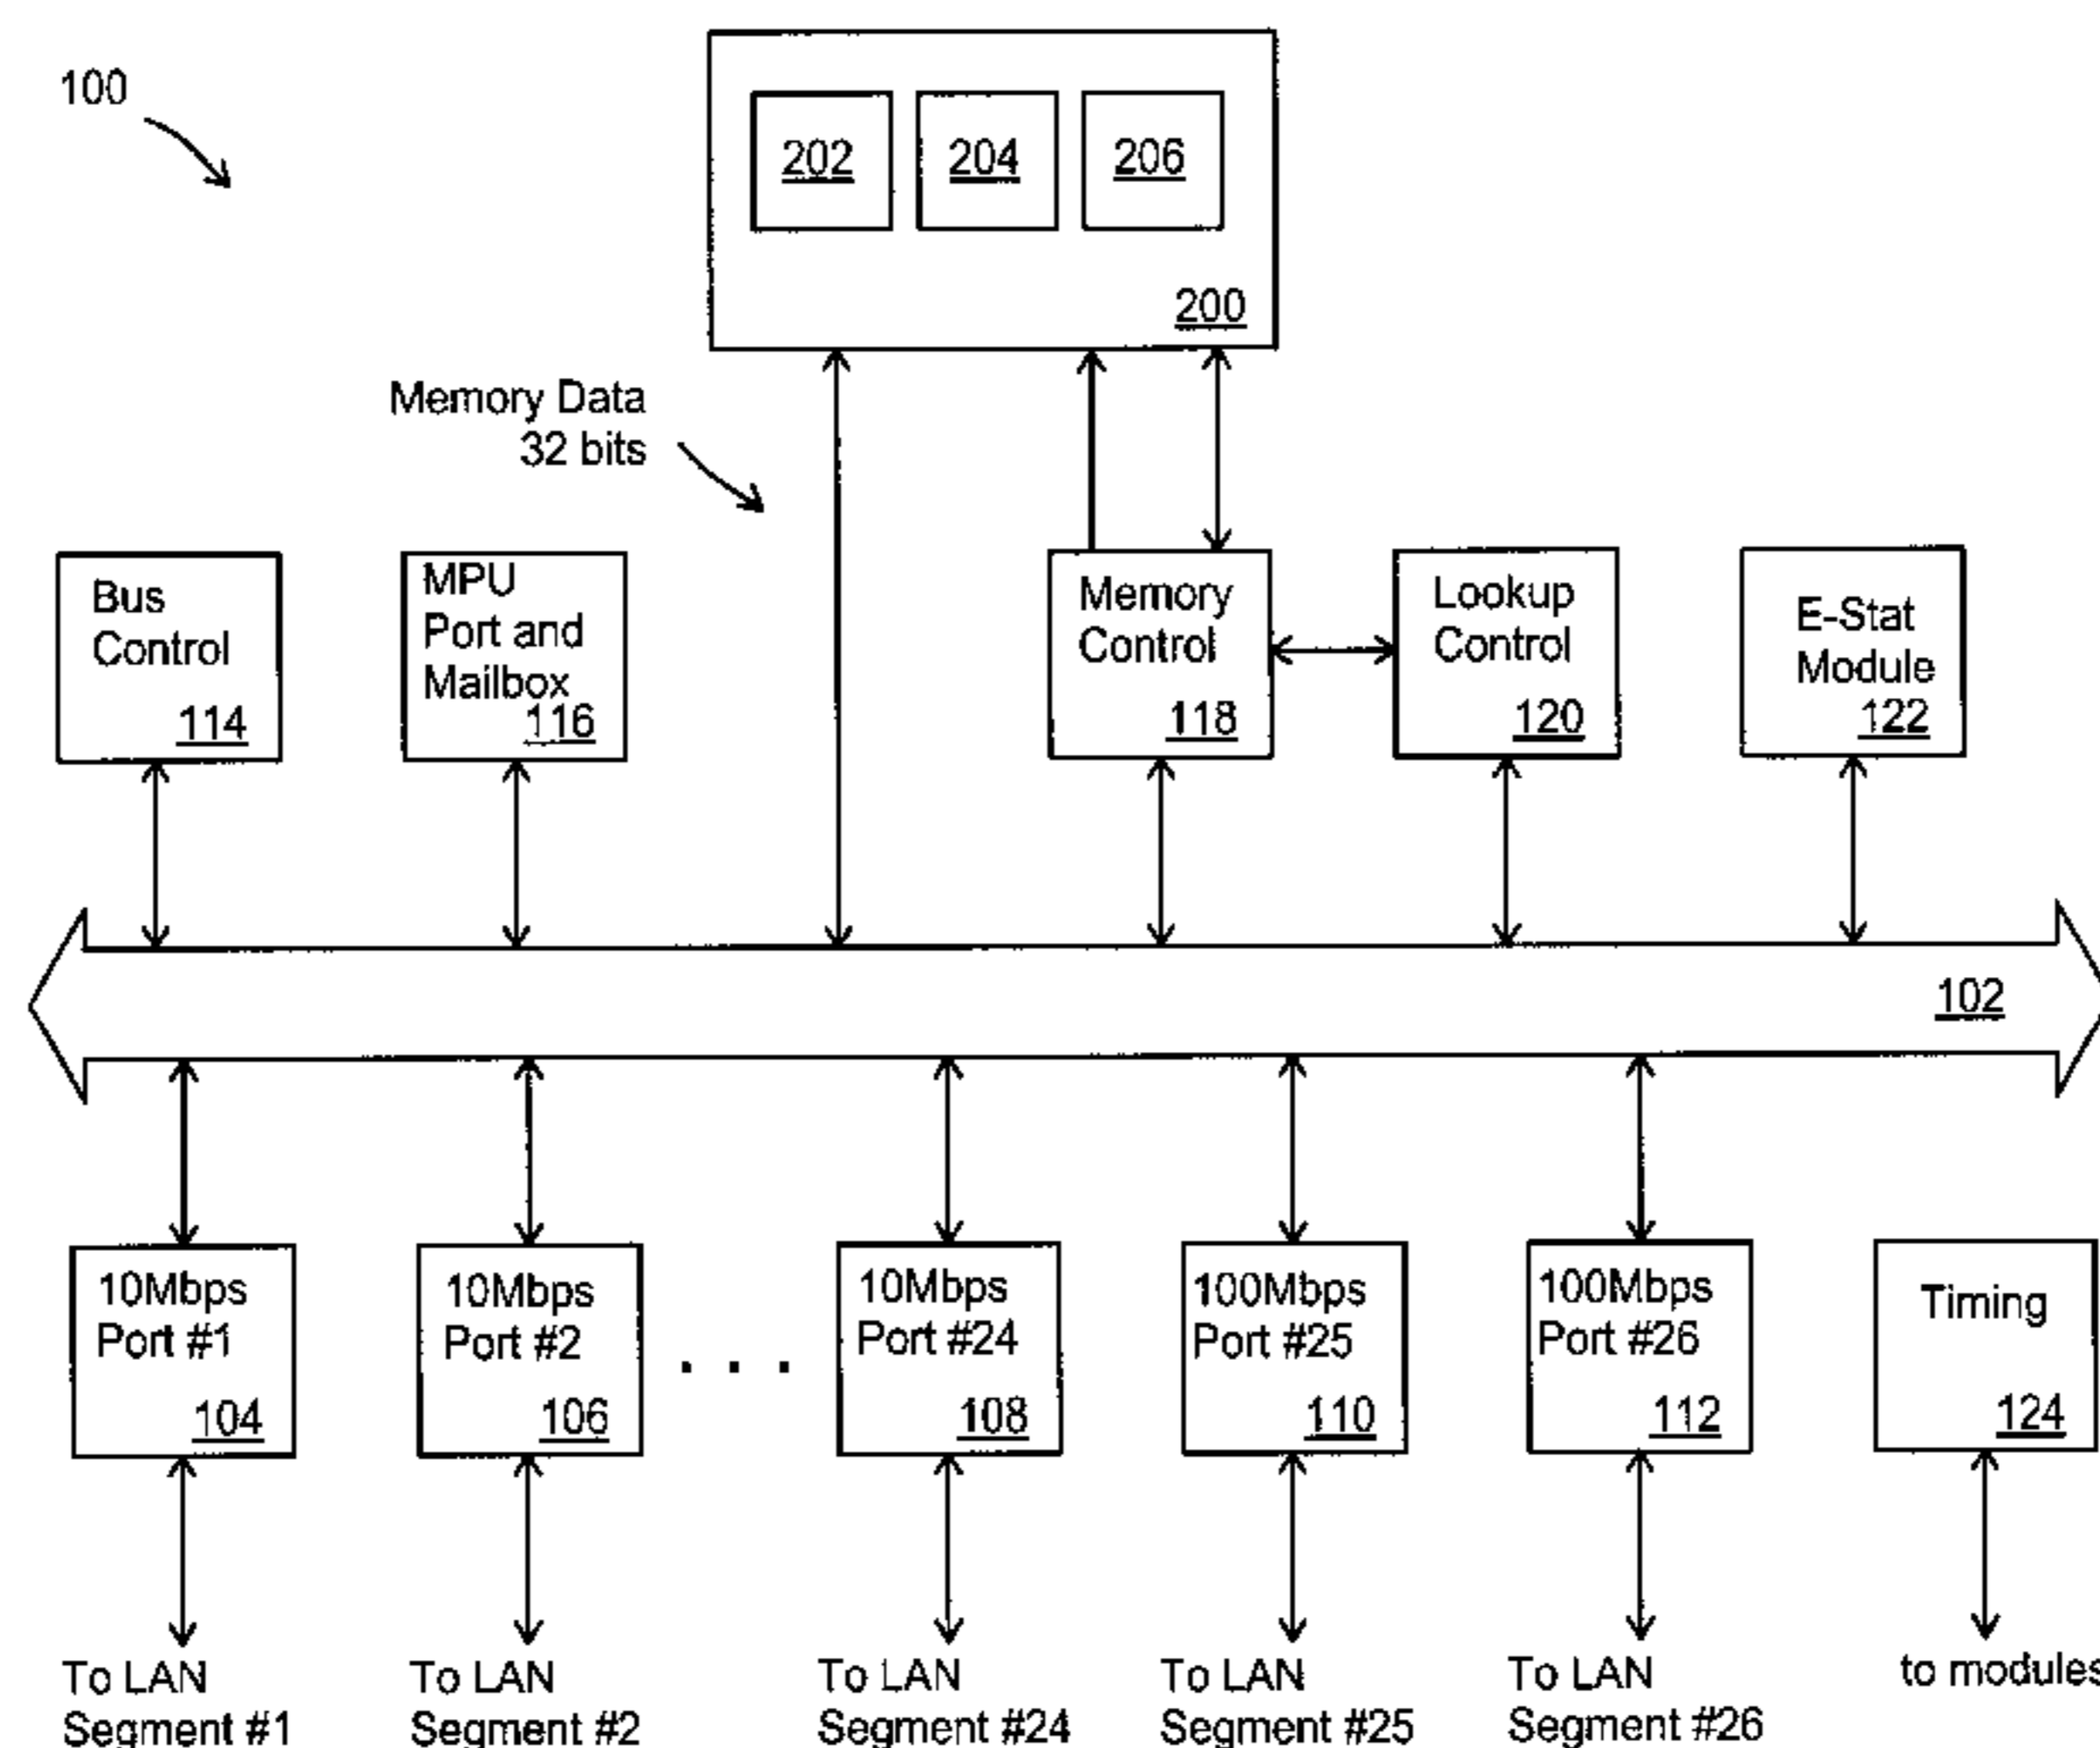 100
202
204
206
200
Memory Data
32 bits
Bus
Control
114
MPU
Port and
Mailbox
116
Memory
Control
118
Lookup
Control
120
E-Stat
Module
122
102
10Mbps
Port #1
104
10Mbps
Port #2
106
. . .
10Mbps
Port #24
108
100Mbps
Port #25
110
100Mbps
Port #26
112
Timing
124
To LAN
Segment #1
To LAN
Segment #2
To LAN
Segment #24
To LAN
Segment #25
To LAN
Segment #26
to modules